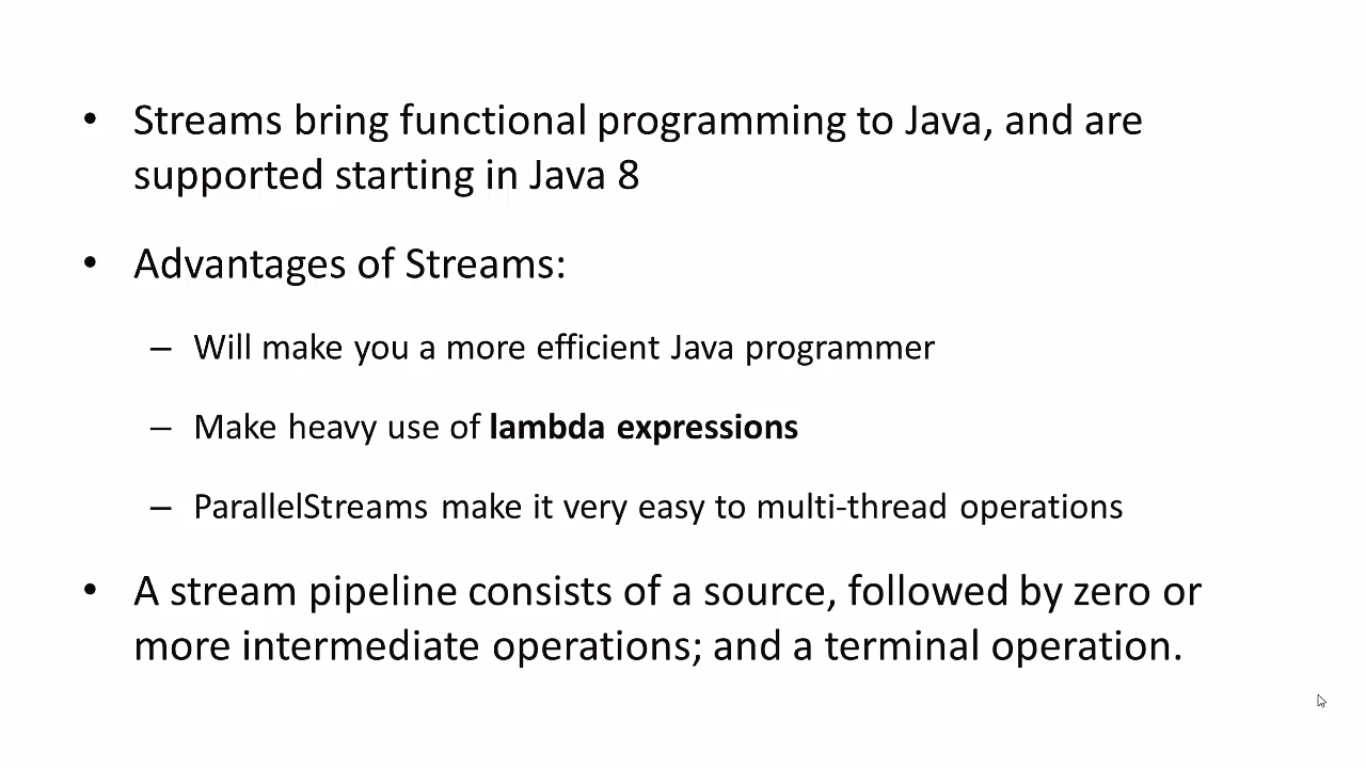 • Streams bring functional programming to Java, and are
supported starting in Java 8
• Advantages of Streams:
– Will make you a more efficient Java programmer
– Make heavy use of lambda expressions
– ParallelStreams make it very easy to multi-thread operations
• A stream pipeline consists of a source, followed by zero or
more intermediate operations; and a terminal operation.